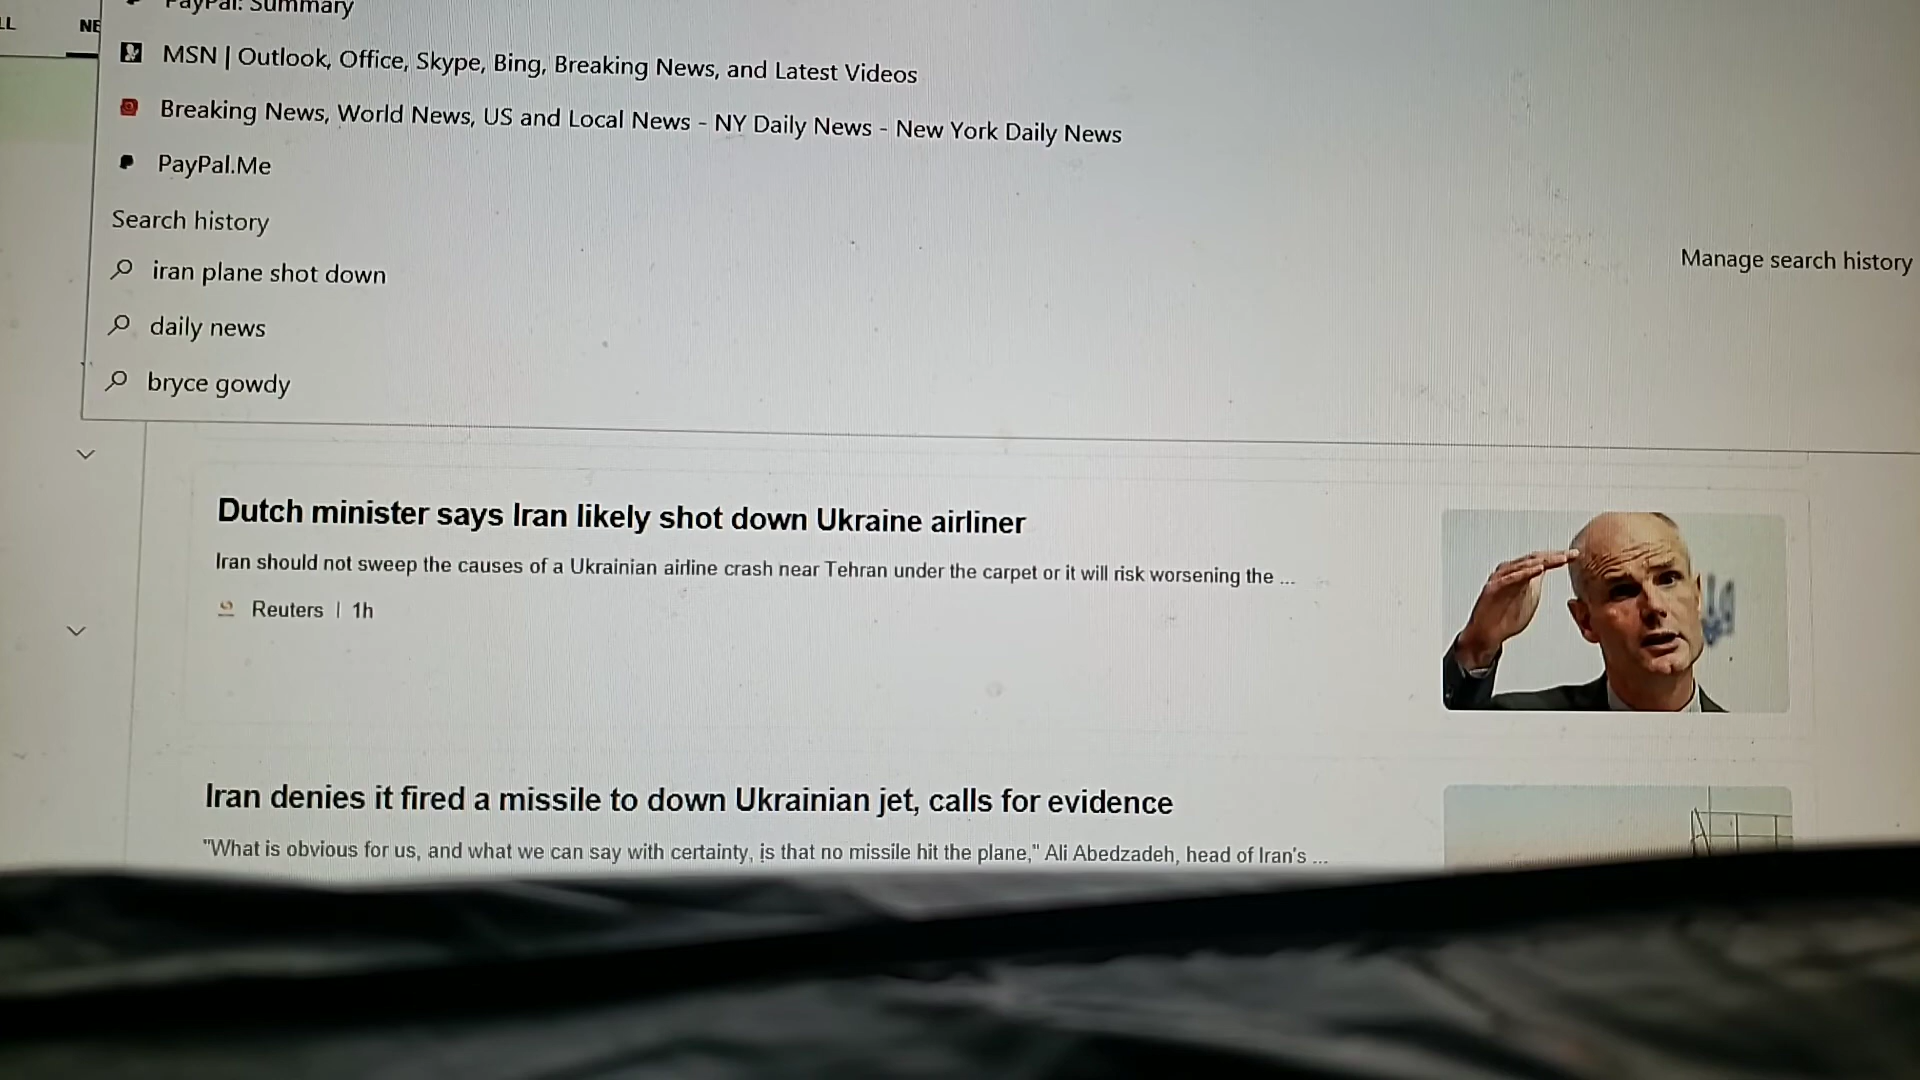 LL
NE
PayPal: Summary
MSN | Outlook, Office, Skype, Bing, Breaking News, and Latest Videos
Breaking News, World News, US and Local News - NY Daily News - New York Daily News
PayPal.Me
Search history
Manage search history
iran plane shot down
daily news
bryce gowdy
Dutch minister says Iran likely shot down Ukraine airliner
Iran should not sweep the causes of a Ukrainian airline crash near Tehran under the carpet or it will risk worsening the ...
Reuters | 1h
Iran denies it fired a missile to down Ukrainian jet, calls for evidence
"What is obvious for us, and what we can say with certainty, is that no missile hit the plane," Ali Abedzadeh, head of Iran's ...